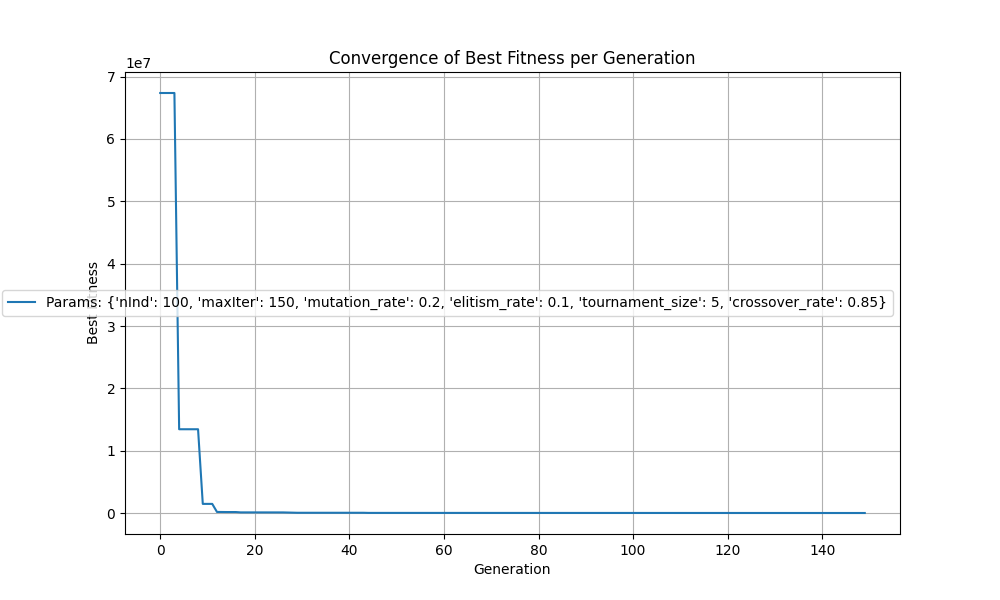 Convergence of Best Fitness per Generation
1e7
7
6
5
4
3
2
1
0
Best
Params: {'nInd': 100, 'maxIter': 150, 'mutation_rate': 0.2, 'elitism_rate': 0.1, 'tournament_size': 5, 'crossover_rate': 0.85}
0 20 40 60 80 100 120 140
Generation